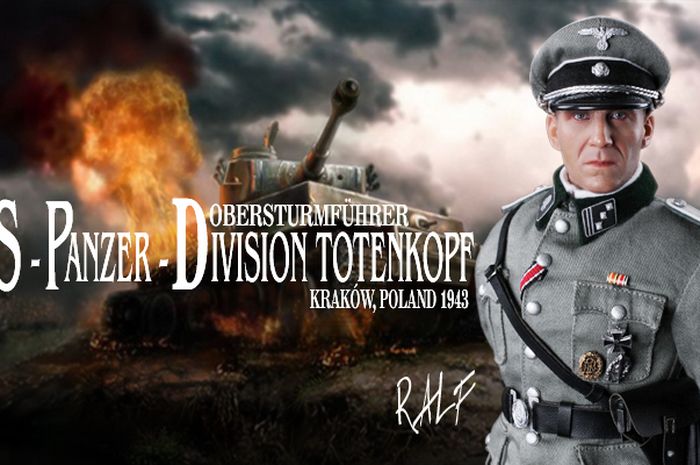 OBERSTURMFÜHRER
S-PANZER-DIVISION TOTENKOPF
KRAKÓW, POLAND 1943
RALF